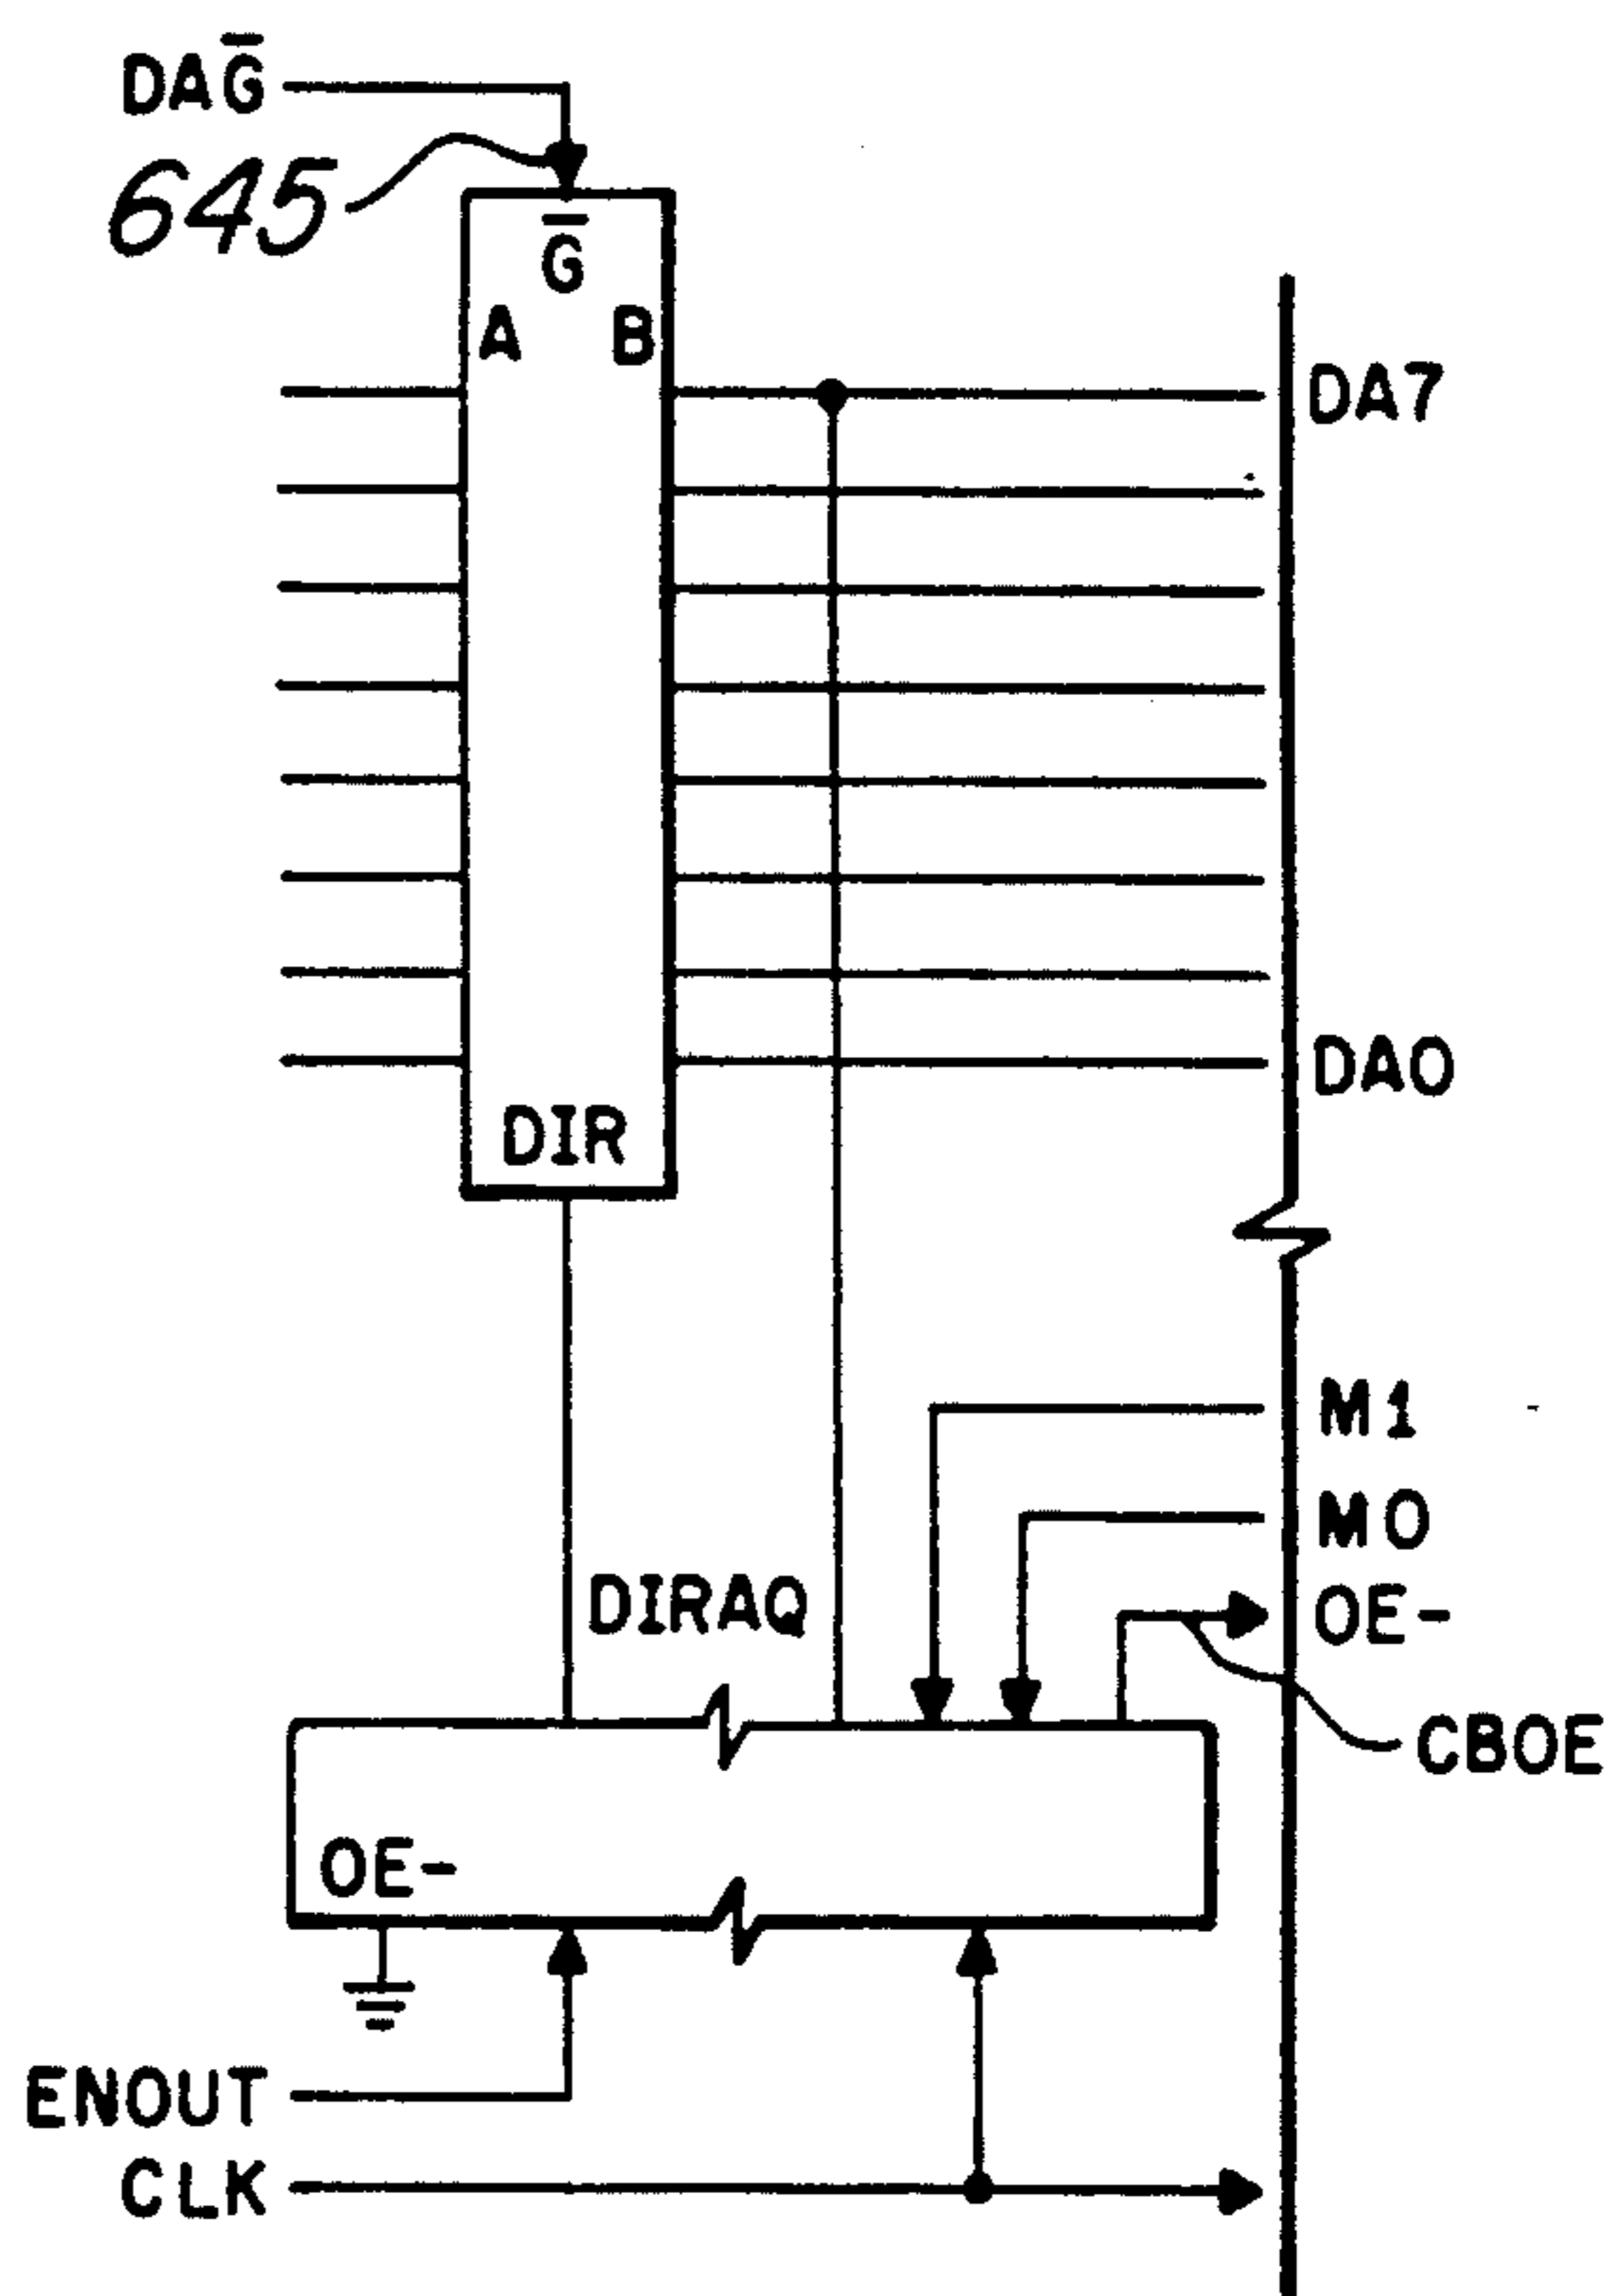 DAG̅
645
G̅
A B
DA7
DA0
DIR
M1
M0
DIRAQ
OE-
CBOE
OE-
ENOUT
CLK